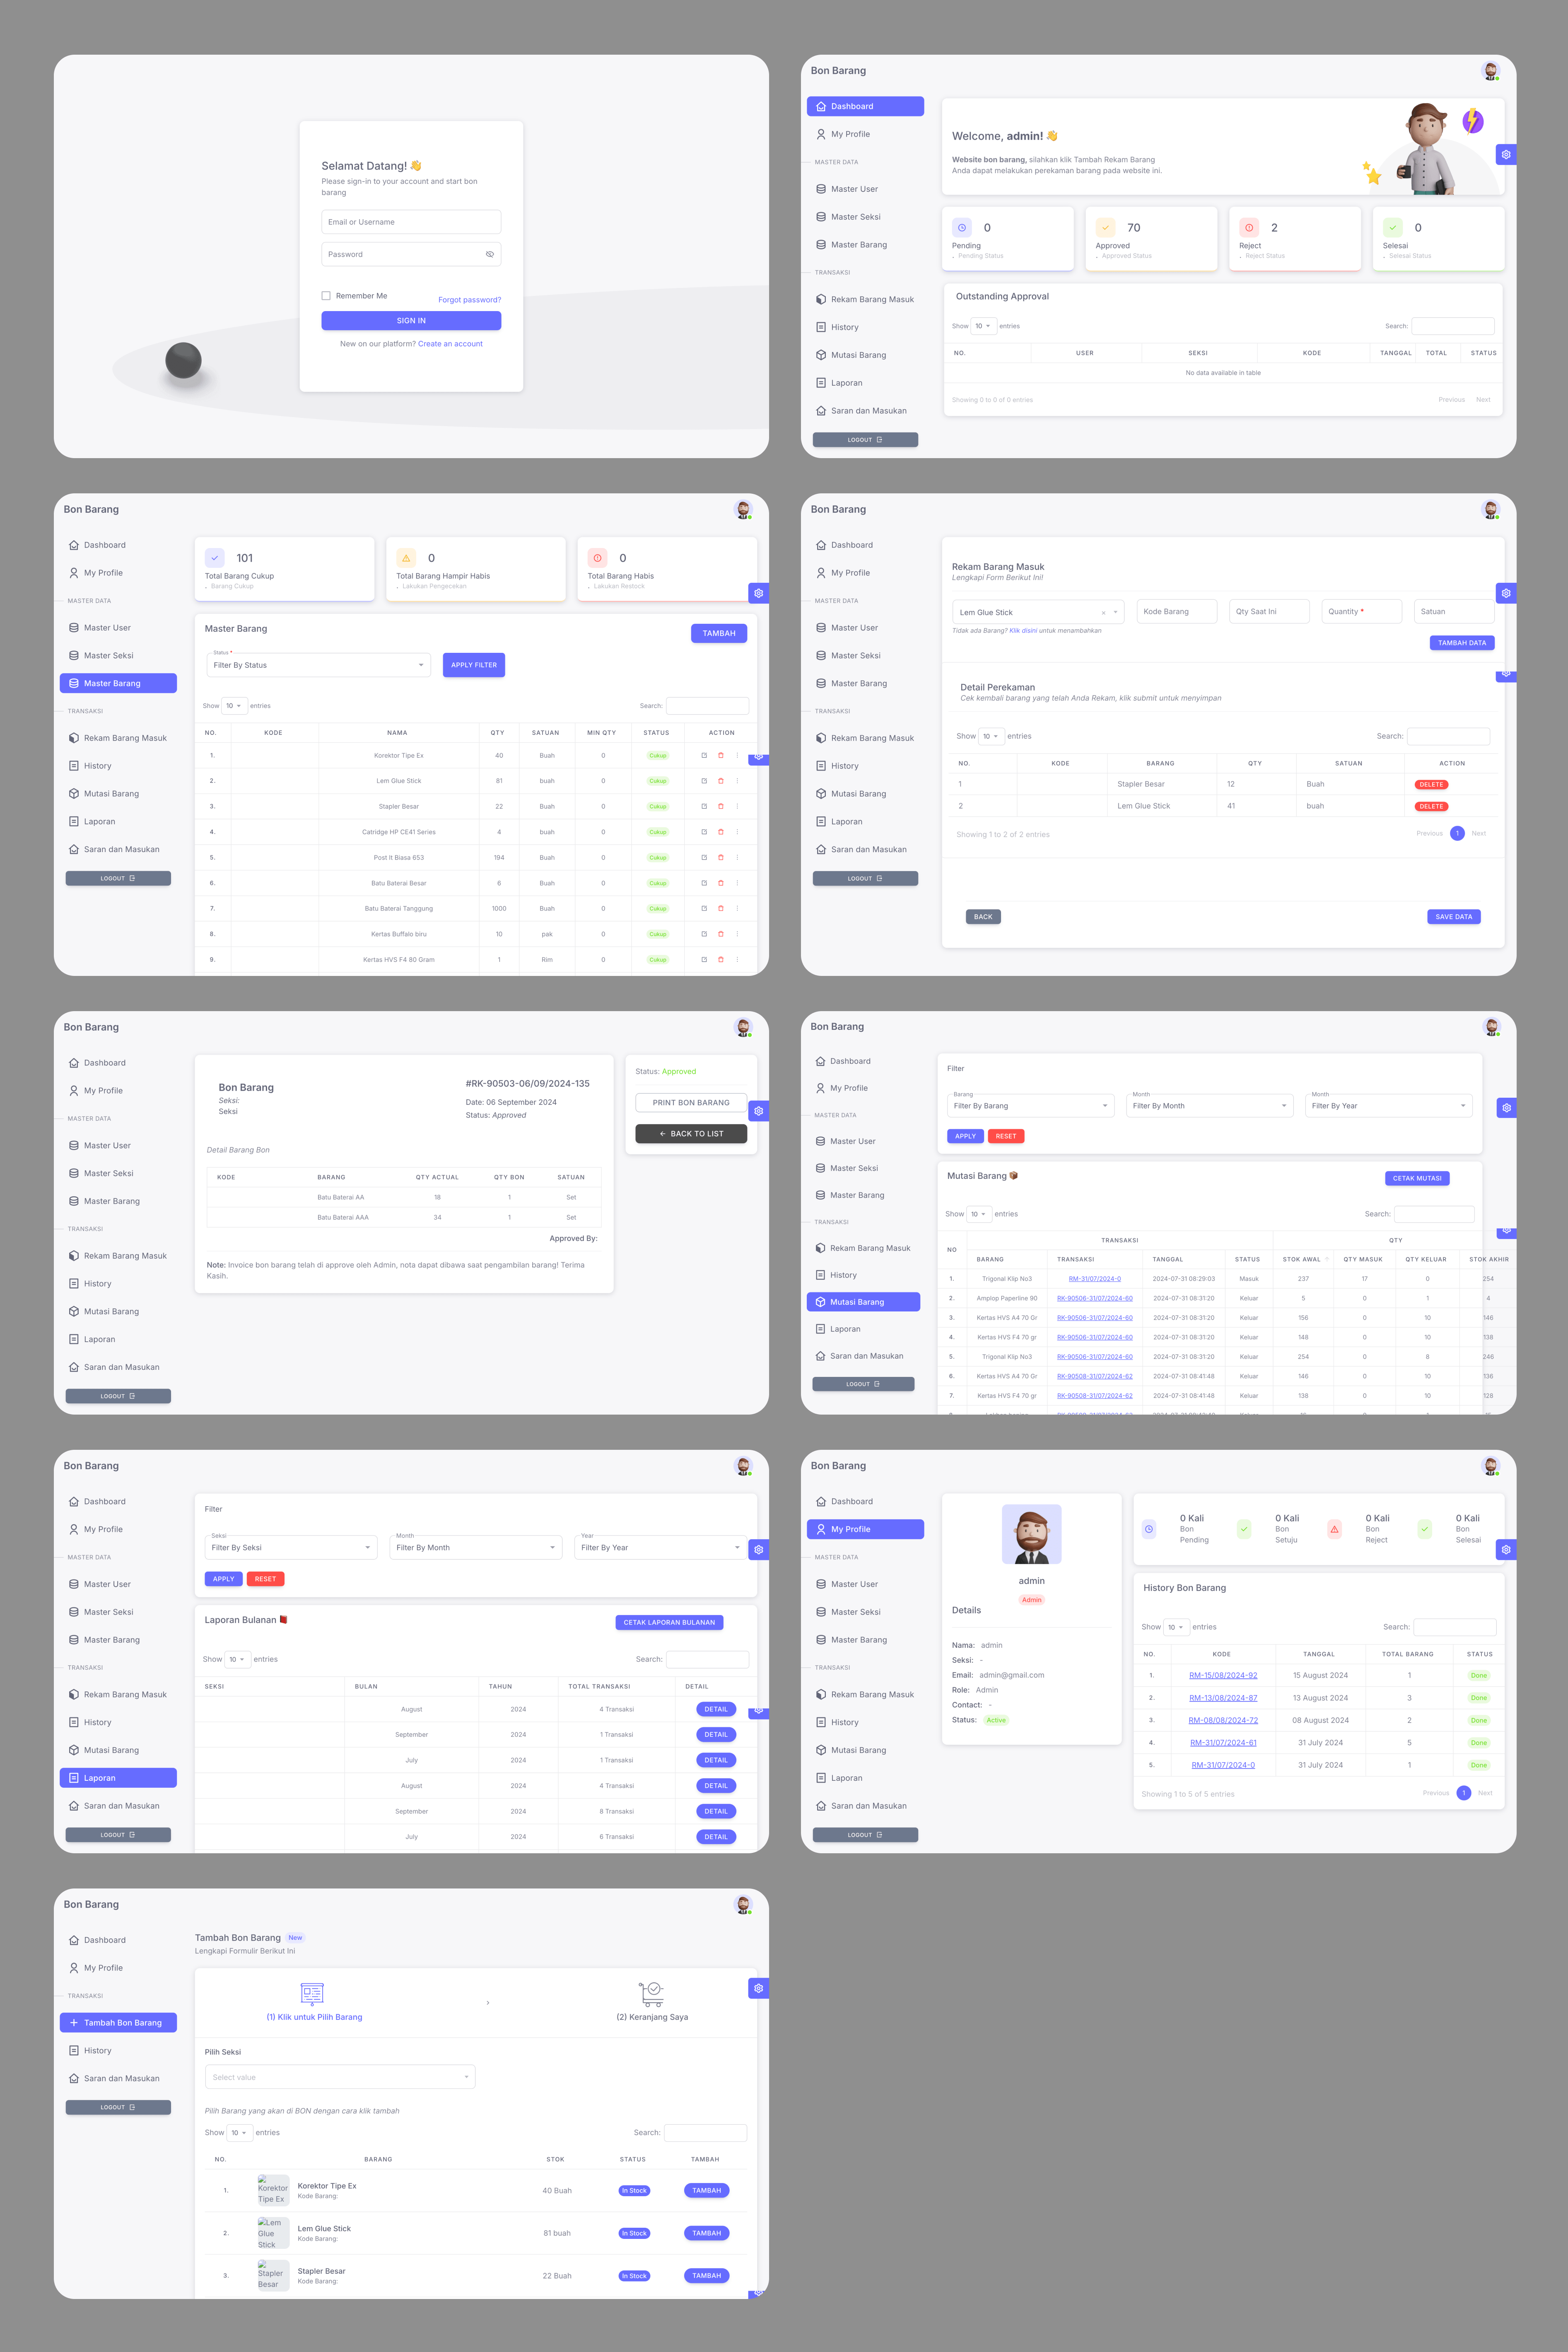 Selamat Datang! 👋
Please sign-in to your account and start bon
barang
Email or Username
Password
Remember Me
Forgot password?
SIGN IN
New on our platform? Create an account
Bon Barang
Dashboard
My Profile
MASTER DATA
Master User
Master Seksi
Master Barang
TRANSAKSI
Rekam Barang Masuk
History
Mutasi Barang
Laporan
Saran dan Masukan
LOGOUT
Welcome, admin! 👋
Website bon barang, silahkan klik Tambah Rekam Barang
Anda dapat melakukan perekaman barang pada website ini.
0
Pending
Pending Status
70
Approved
Approved Status
2
Reject
Reject Status
0
Selesai
Selesai Status
Outstanding Approval
Show 10 entries Search:
NO. USER SEKSI KODE TANGGAL TOTAL STATUS
No data available in table
Showing 0 to 0 of 0 entries Previous Next
Bon Barang
Dashboard
My Profile
MASTER DATA
Master User
Master Seksi
Master Barang
TRANSAKSI
Rekam Barang Masuk
History
Mutasi Barang
Laporan
Saran dan Masukan
LOGOUT
101
Total Barang Cukup
Barang Cukup
0
Total Barang Hampir Habis
Lakukan Pengecekan
0
Total Barang Habis
Lakukan Restock
Master Barang
TAMBAH
Status *
Filter By Status
APPLY FILTER
Show 10 entries Search:
NO. KODE NAMA QTY SATUAN MIN QTY STATUS ACTION
1. Korektor Tipe Ex 40 Buah 0 Cukup
2. Lem Glue Stick 81 buah 0 Cukup
3. Stapler Besar 22 Buah 0 Cukup
4. Catridge HP CE41 Series 4 buah 0 Cukup
5. Post It Biasa 653 194 Buah 0 Cukup
6. Batu Baterai Besar 6 Buah 0 Cukup
7. Batu Baterai Tanggung 1000 Buah 0 Cukup
8. Kertas Buffalo biru 10 pak 0 Cukup
9. Kertas HVS F4 80 Gram 1 Rim 0 Cukup
Bon Barang
Dashboard
My Profile
MASTER DATA
Master User
Master Seksi
Master Barang
TRANSAKSI
Rekam Barang Masuk
History
Mutasi Barang
Laporan
Saran dan Masukan
LOGOUT
Rekam Barang Masuk
Lengkapi Form Berikut Ini!
Lem Glue Stick × Kode Barang Qty Saat Ini Quantity * Satuan
Tidak ada Barang? Klik disini untuk menambahkan
TAMBAH DATA
Detail Perekaman
Cek kembali barang yang telah Anda Rekam, klik submit untuk menyimpan
Show 10 entries Search:
NO. KODE BARANG QTY SATUAN ACTION
1 Stapler Besar 12 Buah DELETE
2 Lem Glue Stick 41 buah DELETE
Showing 1 to 2 of 2 entries Previous 1 Next
BACK SAVE DATA
Bon Barang
Dashboard
My Profile
MASTER DATA
Master User
Master Seksi
Master Barang
TRANSAKSI
Rekam Barang Masuk
History
Mutasi Barang
Laporan
Saran dan Masukan
LOGOUT
Bon Barang
Seksi:
Seksi
#RK-90503-06/09/2024-135
Date: 06 September 2024
Status: Approved
Detail Barang Bon
KODE BARANG QTY ACTUAL QTY BON SATUAN
Batu Baterai AA 18 1 Set
Batu Baterai AAA 34 1 Set
Approved By:
Note: Invoice bon barang telah di approve oleh Admin, nota dapat dibawa saat pengambilan barang! Terima
Kasih.
Status: Approved
PRINT BON BARANG
← BACK TO LIST
Bon Barang
Dashboard
My Profile
MASTER DATA
Master User
Master Seksi
Master Barang
TRANSAKSI
Rekam Barang Masuk
History
Mutasi Barang
Laporan
Saran dan Masukan
LOGOUT
Filter
Barang Month Month
Filter By Barang Filter By Month Filter By Year
APPLY RESET
Mutasi Barang 📦
CETAK MUTASI
Show 10 entries Search:
NO TRANSAKSI QTY
BARANG TRANSAKSI TANGGAL STATUS STOK AWAL QTY MASUK QTY KELUAR STOK AKHIR
1. Trigonal Klip No3 RM-31/07/2024-0 2024-07-31 08:29:03 Masuk 237 17 0 254
2. Amplop Paperline 90 RK-90506-31/07/2024-60 2024-07-31 08:31:20 Keluar 5 0 1 4
3. Kertas HVS A4 70 Gr RK-90506-31/07/2024-60 2024-07-31 08:31:20 Keluar 156 0 10 146
4. Kertas HVS F4 70 gr RK-90506-31/07/2024-60 2024-07-31 08:31:20 Keluar 148 0 10 138
5. Trigonal Klip No3 RK-90506-31/07/2024-60 2024-07-31 08:31:20 Keluar 254 0 8 246
6. Kertas HVS A4 70 Gr RK-90508-31/07/2024-62 2024-07-31 08:41:48 Keluar 146 0 10 136
7. Kertas HVS F4 70 gr RK-90508-31/07/2024-62 2024-07-31 08:41:48 Keluar 138 0 10 128
Bon Barang
Dashboard
My Profile
MASTER DATA
Master User
Master Seksi
Master Barang
TRANSAKSI
Rekam Barang Masuk
History
Mutasi Barang
Laporan
Saran dan Masukan
LOGOUT
Filter
Seksi Month Year
Filter By Seksi Filter By Month Filter By Year
APPLY RESET
Laporan Bulanan
CETAK LAPORAN BULANAN
Show 10 entries Search:
SEKSI BULAN TAHUN TOTAL TRANSAKSI DETAIL
August 2024 4 Transaksi DETAIL
September 2024 1 Transaksi DETAIL
July 2024 1 Transaksi DETAIL
August 2024 4 Transaksi DETAIL
September 2024 8 Transaksi DETAIL
July 2024 6 Transaksi DETAIL
Bon Barang
Dashboard
My Profile
MASTER DATA
Master User
Master Seksi
Master Barang
TRANSAKSI
Rekam Barang Masuk
History
Mutasi Barang
Laporan
Saran dan Masukan
LOGOUT
admin
Admin
Details
Nama: admin
Seksi: -
Email: admin@gmail.com
Role: Admin
Contact: -
Status: Active
0 Kali
Bon
Pending
0 Kali
Bon
Setuju
0 Kali
Bon
Reject
0 Kali
Bon
Selesai
History Bon Barang
Show 10 entries Search:
NO. KODE TANGGAL TOTAL BARANG STATUS
1. RM-15/08/2024-92 15 August 2024 1 Done
2. RM-13/08/2024-87 13 August 2024 3 Done
3. RM-08/08/2024-72 08 August 2024 2 Done
4. RM-31/07/2024-61 31 July 2024 5 Done
5. RM-31/07/2024-0 31 July 2024 1 Done
Showing 1 to 5 of 5 entries Previous 1 Next
Bon Barang
Dashboard
My Profile
TRANSAKSI
Tambah Bon Barang
History
Saran dan Masukan
LOGOUT
Tambah Bon Barang New
Lengkapi Formulir Berikut Ini
(1) Klik untuk Pilih Barang
›
(2) Keranjang Saya
Pilih Seksi
Select value
Pilih Barang yang akan di BON dengan cara klik tambah
Show 10 entries Search:
NO. BARANG STOK STATUS TAMBAH
1. Korektor Tipe Ex Korektor Tipe Ex 40 Buah In Stock TAMBAH
Kode Barang:
2. Lem Glue Stick Lem Glue Stick 81 buah In Stock TAMBAH
Kode Barang:
3. Stapler Besar Stapler Besar 22 Buah In Stock TAMBAH
Kode Barang: